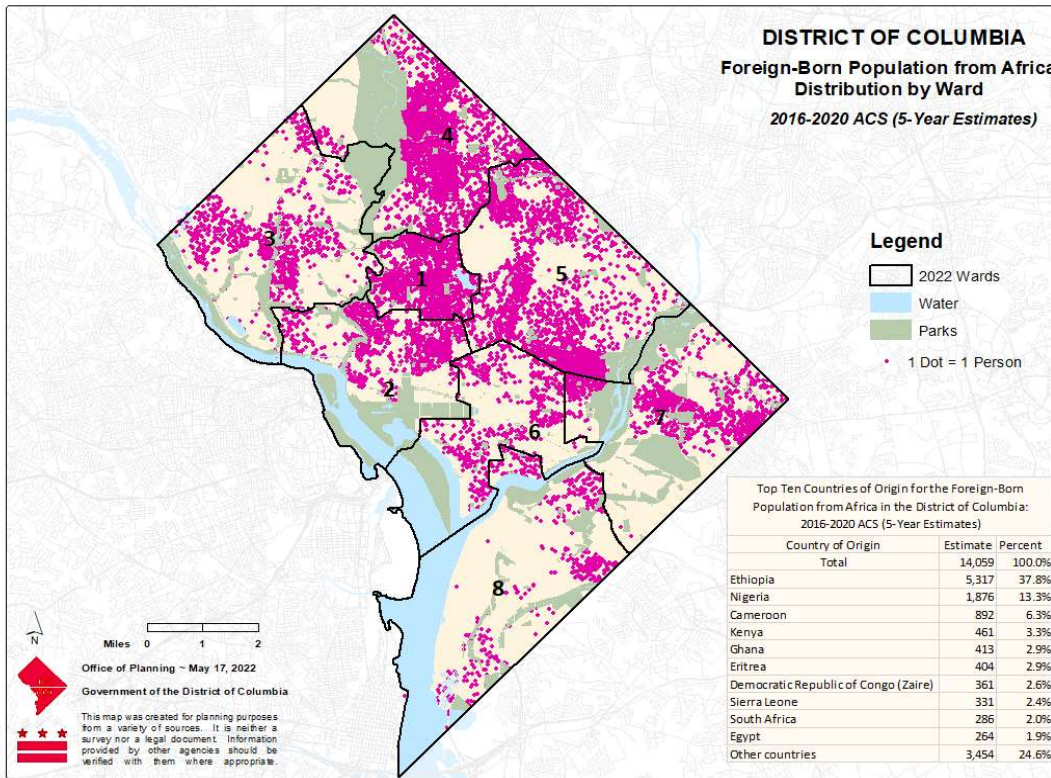 DISTRICT OF COLUMBIA
Foreign-Born Population from Africa
Distribution by Ward
2016-2020 ACS (5-Year Estimates)
4
3
1
5
2
6
7
8
Legend
2022 Wards
Water
Parks
1 Dot = 1 Person
Top Ten Countries of Origin for the Foreign-Born
Population from Africa in the District of Columbia:
2016-2020 ACS (5-Year Estimates)
Country of Origin Estimate Percent
Total 14,059 100.0%
Ethiopia 5,317 37.8%
Nigeria 1,876 13.3%
Cameroon 892 6.3%
Kenya 461 3.3%
Ghana 413 2.9%
Eritrea 404 2.9%
Democratic Republic of Congo (Zaire) 361 2.6%
Sierra Leone 331 2.4%
South Africa 286 2.0%
Egypt 264 1.9%
Other countries 3,454 24.6%
N
Miles 0 1 2
Office of Planning ~ May 17, 2022
Government of the District of Columbia
This map was created for planning purposes
from a variety of sources. It is neither a
survey nor a legal document. Information
provided by other agencies should be
verified with them where appropriate.